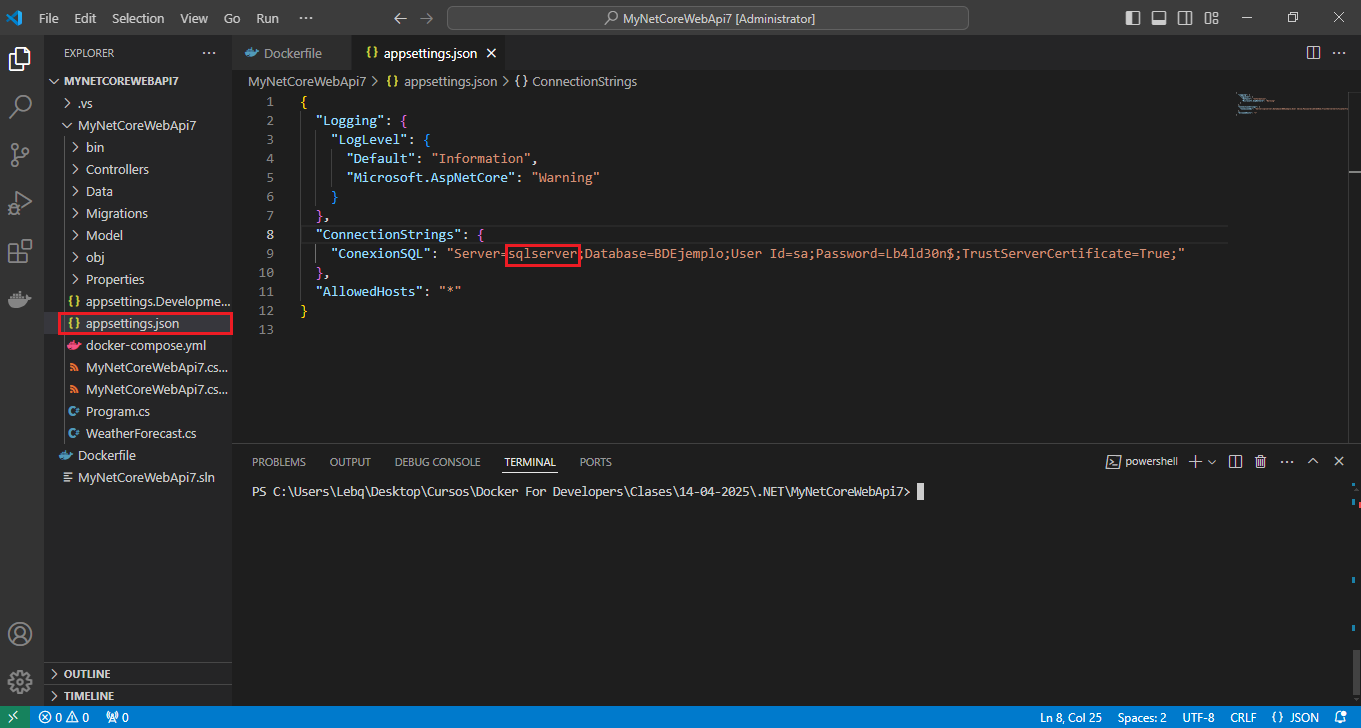 File Edit Selection View Go Run ··· MyNetCoreWebApi7 [Administrator]
EXPLORER ···
MYNETCOREWEBAPI7
.vs
MyNetCoreWebApi7
bin
Controllers
Data
Migrations
Model
obj
Properties
{} appsettings.Developme...
{} appsettings.json
docker-compose.yml
MyNetCoreWebApi7.cs...
MyNetCoreWebApi7.cs...
C# Program.cs
C# WeatherForecast.cs
Dockerfile
MyNetCoreWebApi7.sln
OUTLINE
TIMELINE
Dockerfile {} appsettings.json
MyNetCoreWebApi7 > {} appsettings.json > {} ConnectionStrings
1 {
2 "Logging": {
3 "LogLevel": {
4 "Default": "Information",
5 "Microsoft.AspNetCore": "Warning"
6 }
7 },
8 "ConnectionStrings": {
9 "ConexionSQL": "Server=sqlserver;Database=BDEjemplo;User Id=sa;Password=Lb4ld30n$;TrustServerCertificate=True;"
10 },
11 "AllowedHosts": "*"
12 }
13
PROBLEMS OUTPUT DEBUG CONSOLE TERMINAL PORTS powershell
PS C:\Users\Lebq\Desktop\Cursos\Docker For Developers\Clases\14-04-2025\.NET\MyNetCoreWebApi7>
0 0 0 Ln 8, Col 25 Spaces: 2 UTF-8 CRLF {} JSON